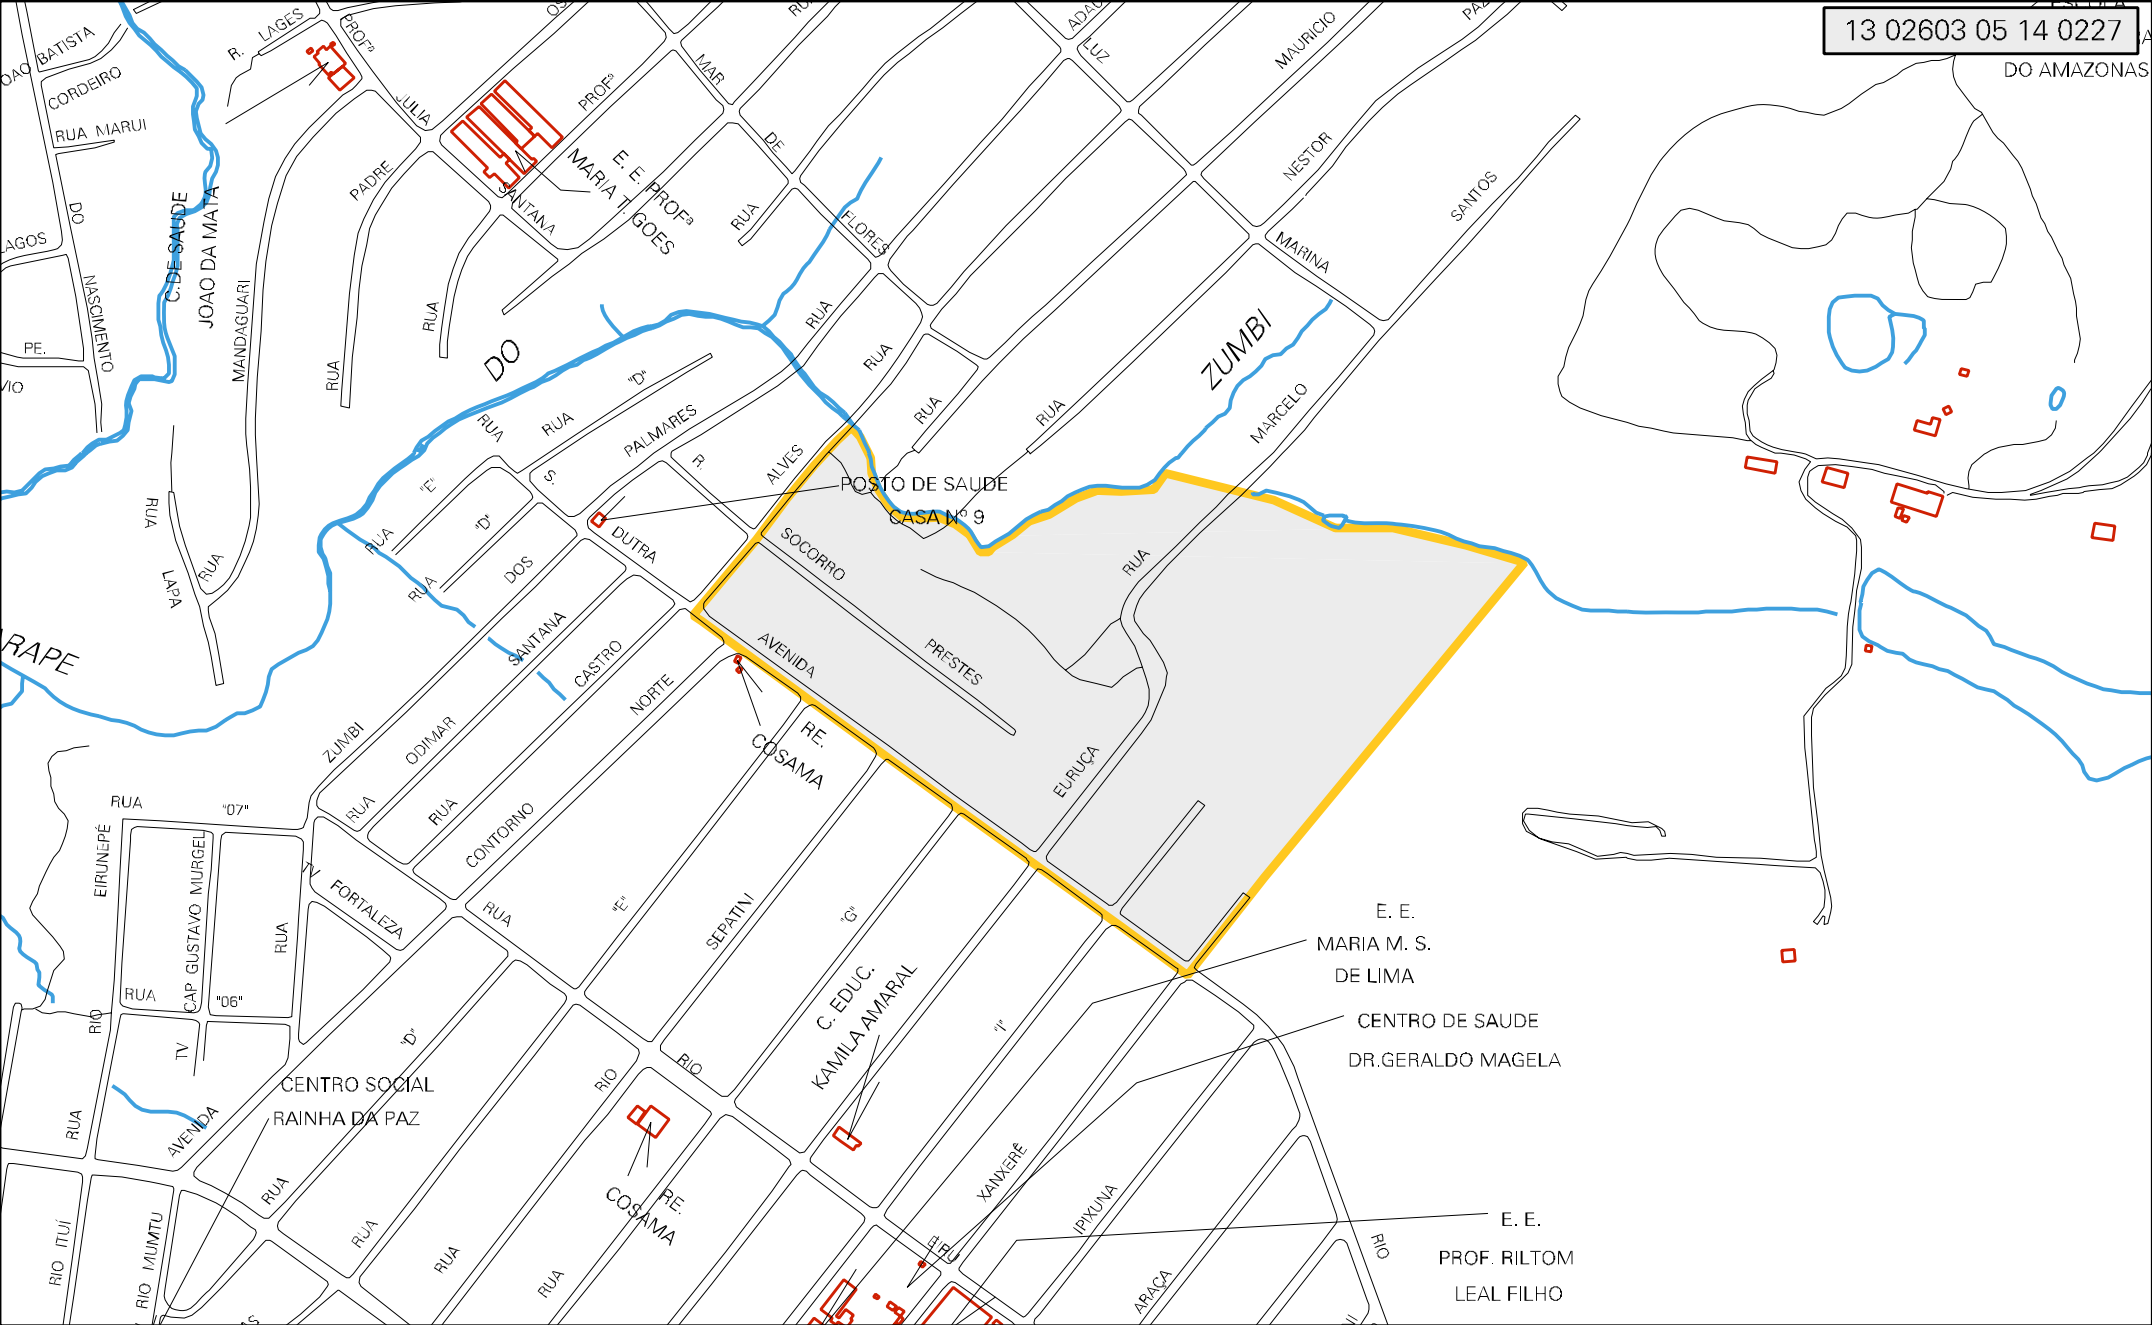 13 02603 05 14 0227
DO AMAZONAS
R. LAGES
PROFª
JULIA
SANTANA
BATISTA
CORDEIRO
RUA MARUI
DO
NASCIMENTO
LAGOS
PE.
C.DE SAUDE
JOAO DA MATA
MANDAGUARI
RUA
PADRE
RUA
RUA
PROFª
E. E. PROFª
MARIA T. GOES
MAR
DE
FLORES
RUA
LUZ
MARINA
MAURICIO
NESTOR
SANTOS
RUA
RUA
RUA
RUA
ZUMBI
MARCELO
RUA
EURUÇA
DO
RUA
"D"
RUA
PALMARES
R.
S.
ALVES
POSTO DE SAUDE
CASA Nº 9
DUTRA
SOCORRO
PRESTES
AVENIDA
"E"
RUA
"D"
RUA
DOS
ZUMBI
SANTANA
ODIMAR
RUA
CASTRO
RUA
NORTE
CONTORNO
RE.
COSAMA
RUA
LAPA
RUA
ARAPE
RUA
"07"
EIRUNEPÉ
RIO
RUA
CAP GUSTAVO MURGEL
TV
RUA
RUA
"06"
TV FORTALEZA
RUA
"E"
SEPATINI
"G"
C. EDUC.
KAMILA AMARAL
"I"
E. E.
MARIA M. S.
DE LIMA
CENTRO DE SAUDE
DR.GERALDO MAGELA
CENTRO SOCIAL
RAINHA DA PAZ
AVENIDA
"D"
RUA
RIO
RIO
RE.
COSAMA
RUA
RUA
RUA
RIO ITUÍ
RIO MUMTU
XANXERÊ
IPIXUNA
ARAÇA
EIRU
RIO
E. E.
PROF. RILTOM
LEAL FILHO